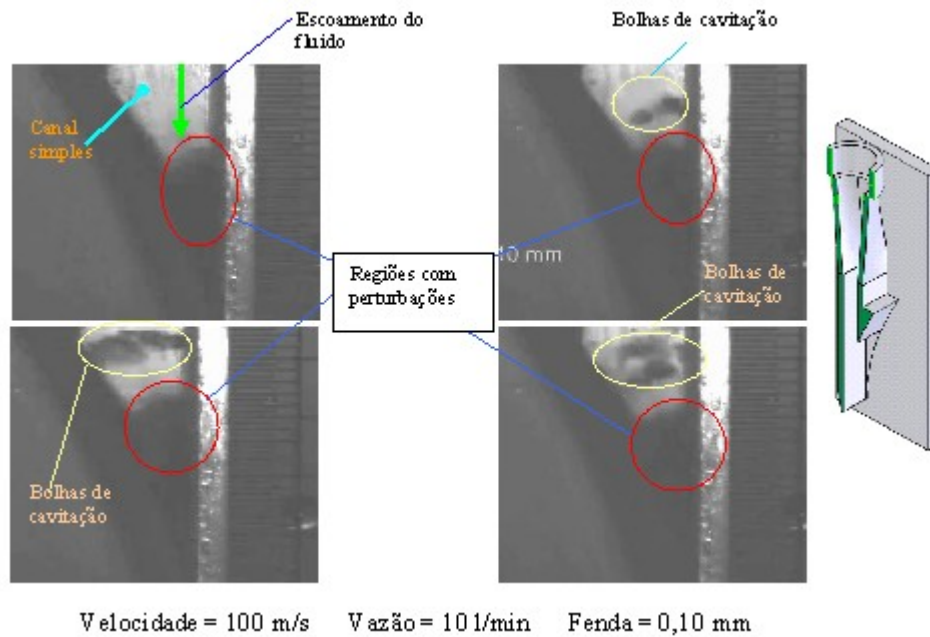 Escoamento do
fluido
Bolhas de cavitação
Canal
simples
10 mm
Regiões com
perturbações
Bolhas de
cavitação
Bolhas de
cavitação
Velocidade = 100 m/s Vazão = 10 l/min Fenda = 0,10 mm